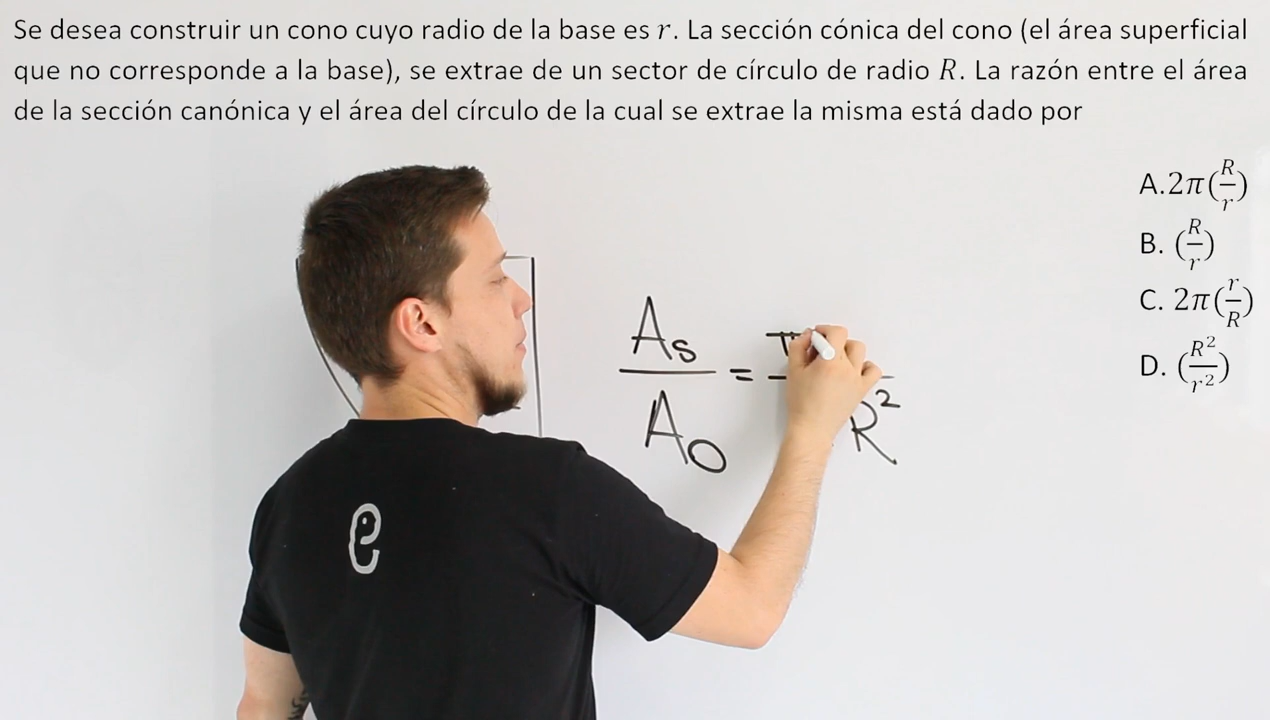 Se desea construir un cono cuyo radio de la base es r. La sección cónica del cono (el área superficial
que no corresponde a la base), se extrae de un sector de círculo de radio R. La razón entre el área
de la sección canónica y el área del círculo de la cual se extrae la misma está dado por
A.2π(R/r)
B. (R/r)
C. 2π(r/R)
D. (R²/r²)
e
As/Ao = π/R²